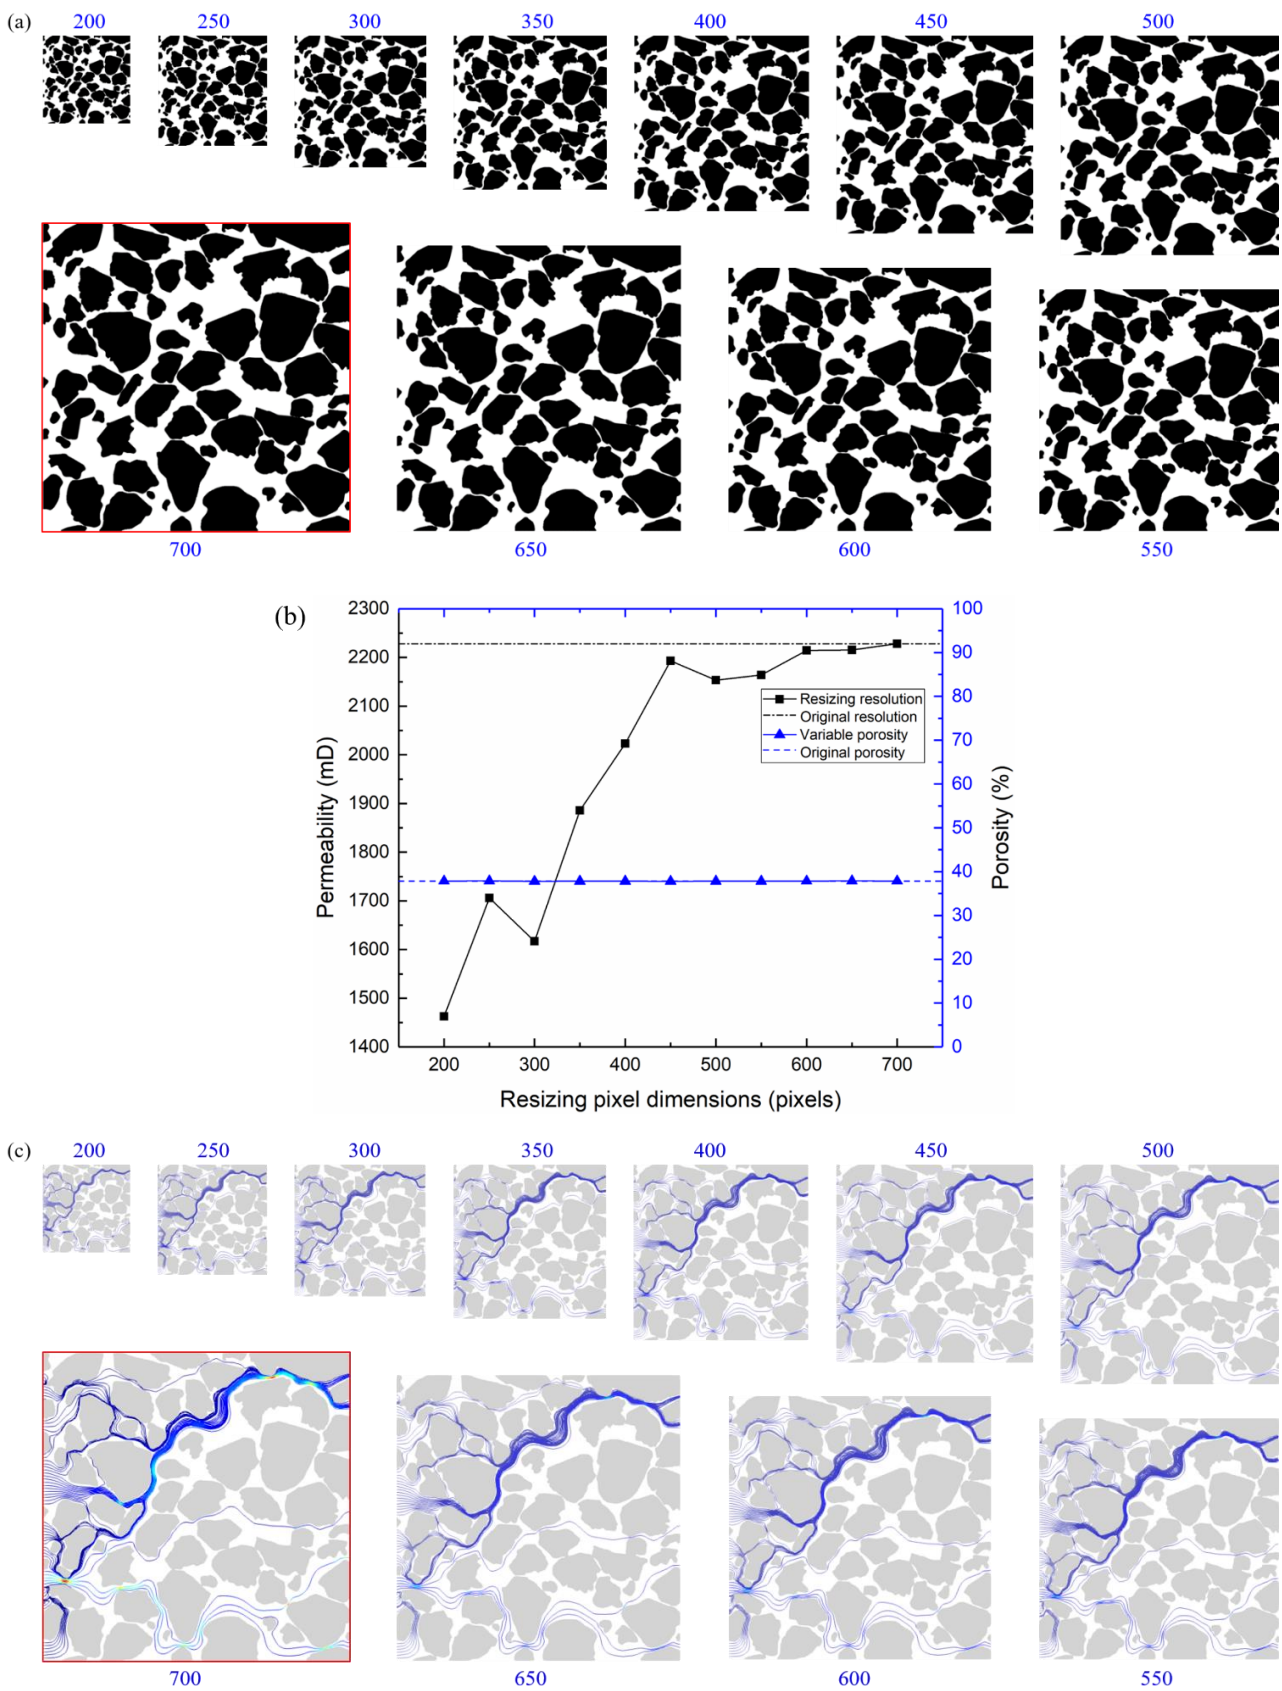 (a)
200 250 300 350 400 450 500
700 650 600 550
(b)
2300
2200
2100
2000
1900
1800
1700
1600
1500
1400
Permeability (mD)
100
90
80
70
60
50
40
30
20
10
0
Porosity (%)
Resizing resolution
Original resolution
Variable porosity
Original porosity
200 300 400 500 600 700
Resizing pixel dimensions (pixels)
(c)
200 250 300 350 400 450 500
700 650 600 550